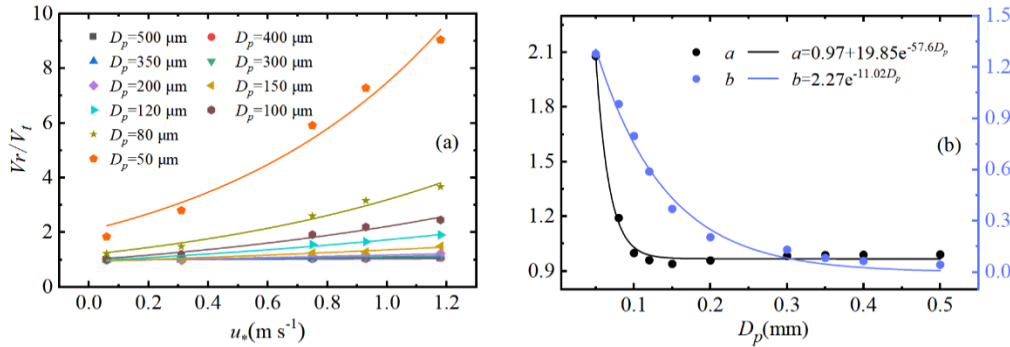 (a)
Vr/Vt
10
8
6
4
2
0
Dp=500 μm
Dp=400 μm
Dp=350 μm
Dp=300 μm
Dp=200 μm
Dp=150 μm
Dp=120 μm
Dp=100 μm
Dp=80 μm
Dp=50 μm
0.0 0.2 0.4 0.6 0.8 1.0 1.2
u*(m s-1)
(b)
2.1
1.8
1.5
1.2
0.9
a
a=0.97+19.85e-57.6Dp
b
b=2.27e-11.02Dp
1.5
1.2
0.9
0.6
0.3
0.0
0.1 0.2 0.3 0.4 0.5
Dp(mm)